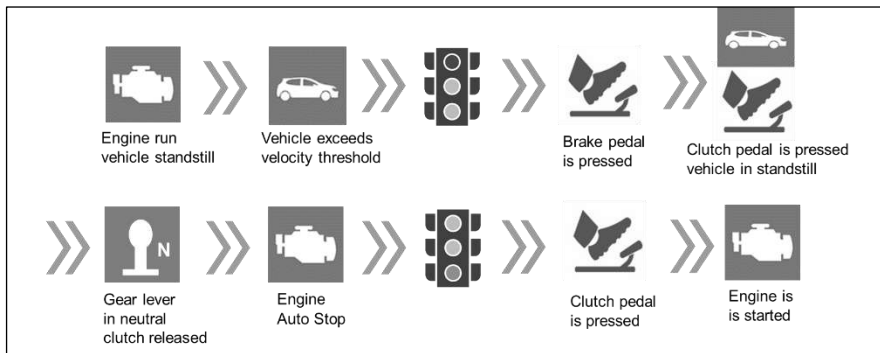 Engine run
vehicle standstill
Vehicle exceeds
velocity threshold
Brake pedal
is pressed
Clutch pedal is pressed
vehicle in standstill
N
Gear lever
in neutral
clutch released
Engine
Auto Stop
Clutch pedal
is pressed
Engine is
is started